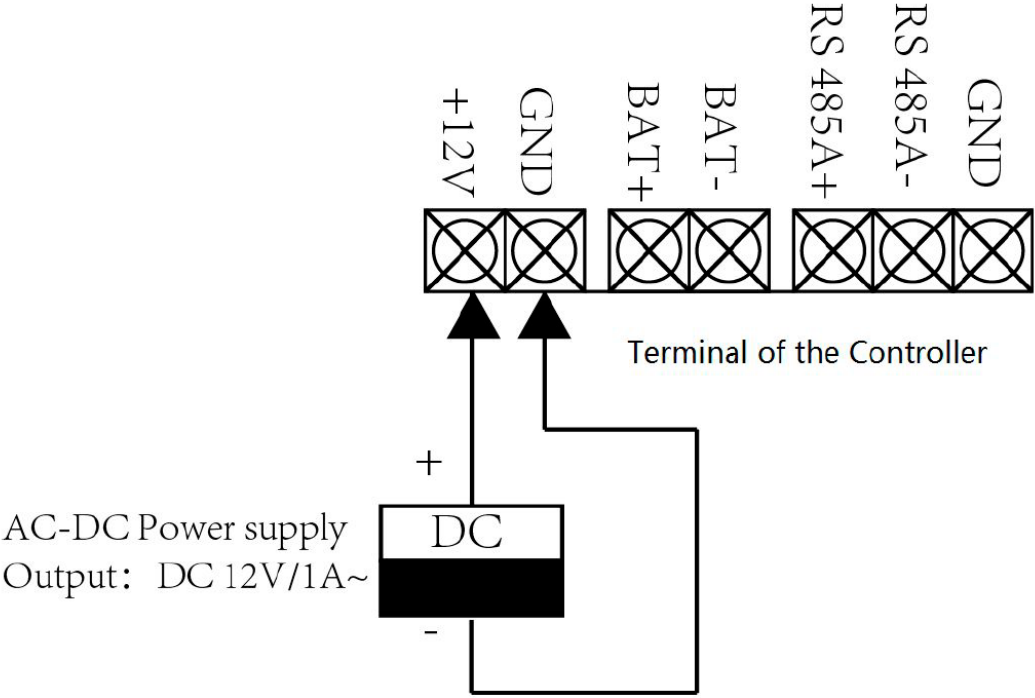 +12V
GND
BAT+
BAT-
RS 485A+
RS 485A-
GND
Terminal of the Controller
+
DC
AC-DC Power supply
Output: DC 12V/1A~
-